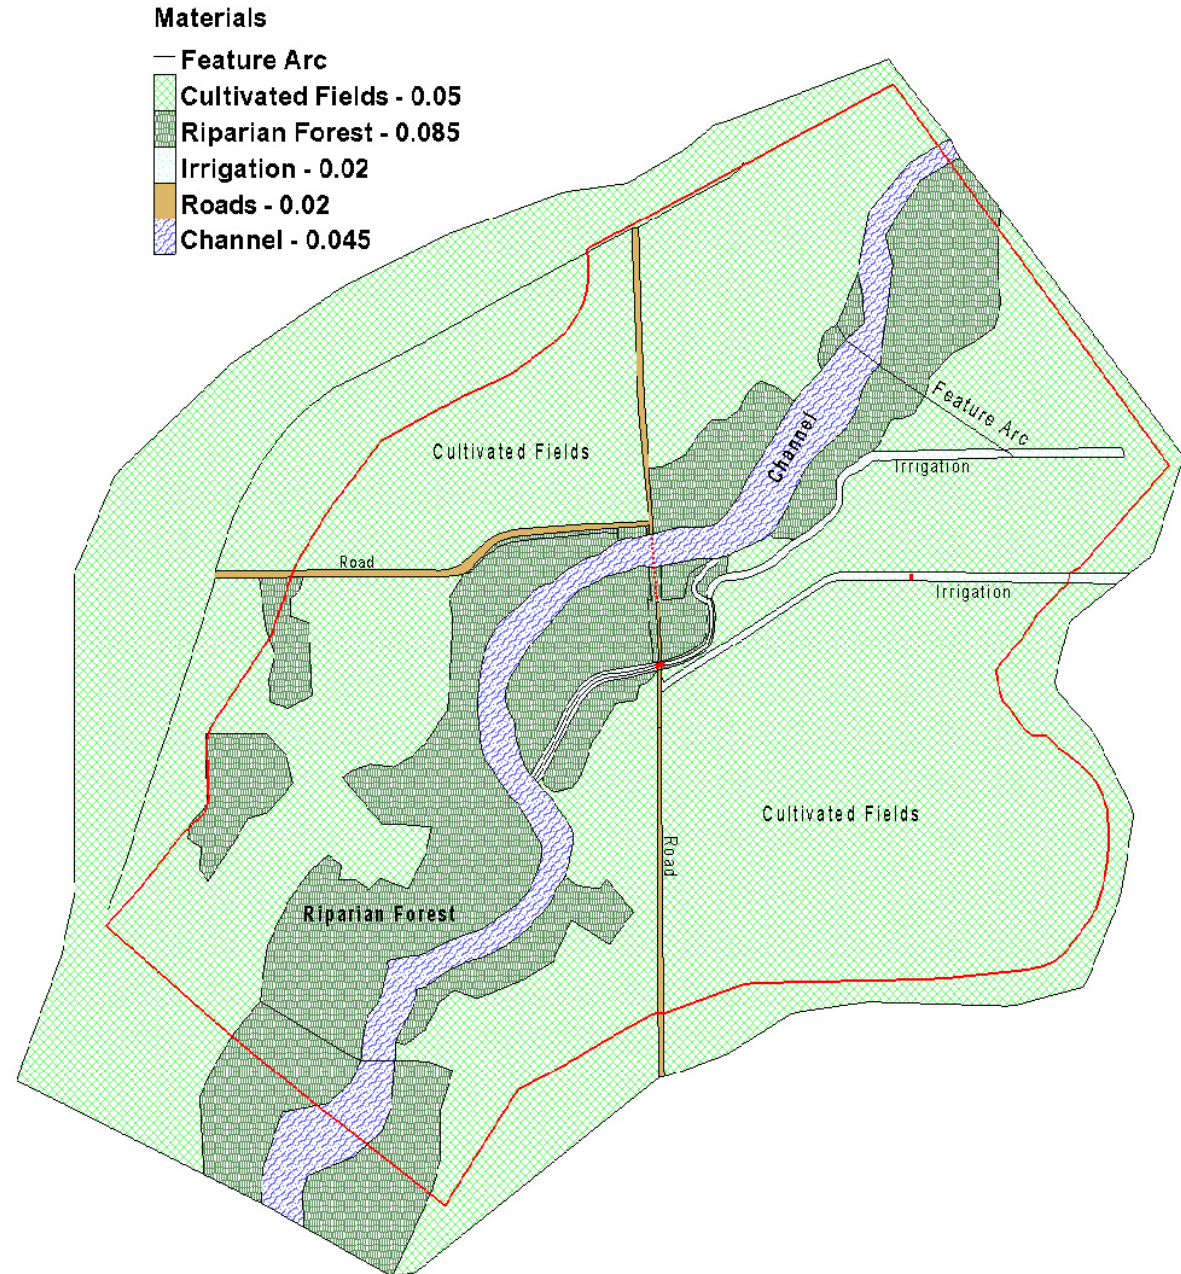 Materials
Feature Arc
Cultivated Fields - 0.05
Riparian Forest - 0.085
Irrigation - 0.02
Roads - 0.02
Channel - 0.045
Feature Arc
Channel
Cultivated Fields
Irrigation
Road
Irrigation
Cultivated Fields
Road
Riparian Forest